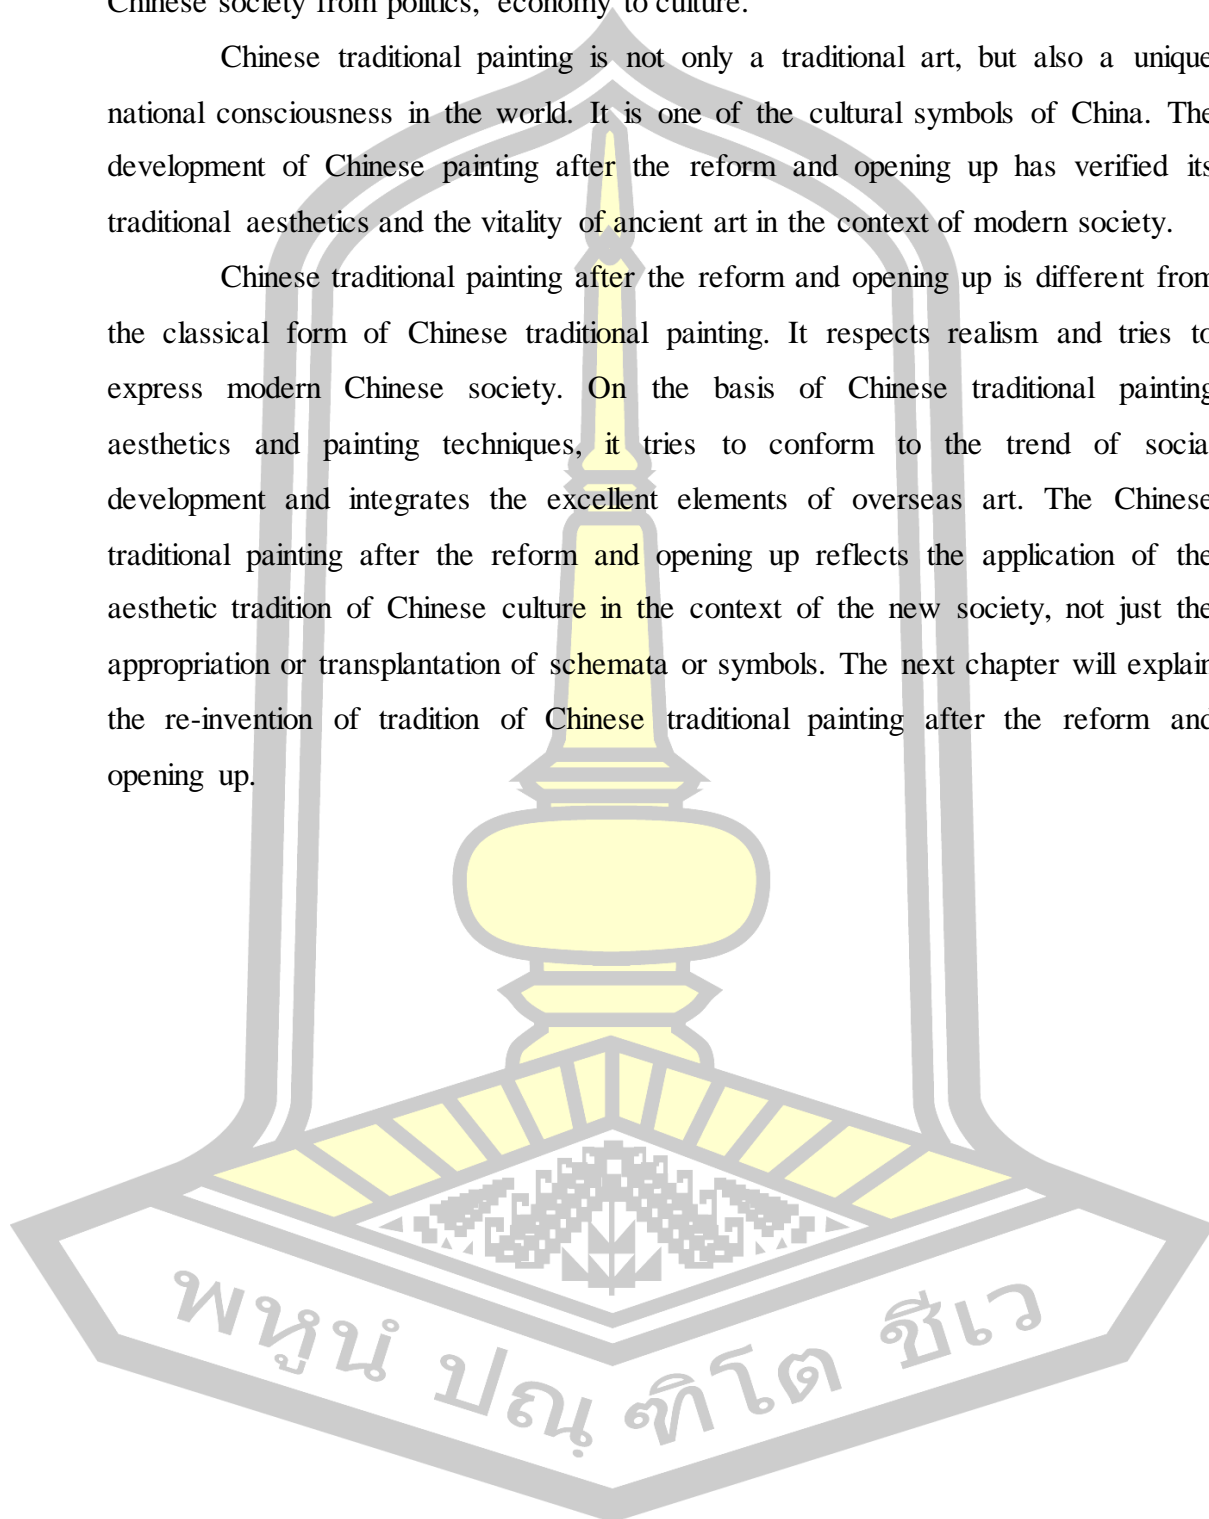 Chinese society from politics, economy to culture.
Chinese traditional painting is not only a traditional art, but also a unique
national consciousness in the world. It is one of the cultural symbols of China. The
development of Chinese painting after the reform and opening up has verified its
traditional aesthetics and the vitality of ancient art in the context of modern society.
Chinese traditional painting after the reform and opening up is different from
the classical form of Chinese traditional painting. It respects realism and tries to
express modern Chinese society. On the basis of Chinese traditional painting
aesthetics and painting techniques, it tries to conform to the trend of socia
development and integrates the excellent elements of overseas art. The Chinese
traditional painting after the reform and opening up reflects the application of the
aesthetic tradition of Chinese culture in the context of the new society, not just the
appropriation or transplantation of schemata or symbols. The next chapter will explain
the re-invention of tradition of Chinese traditional painting after the reform and
opening up.
พหูนํ ปณฺฑิโต ชีเว